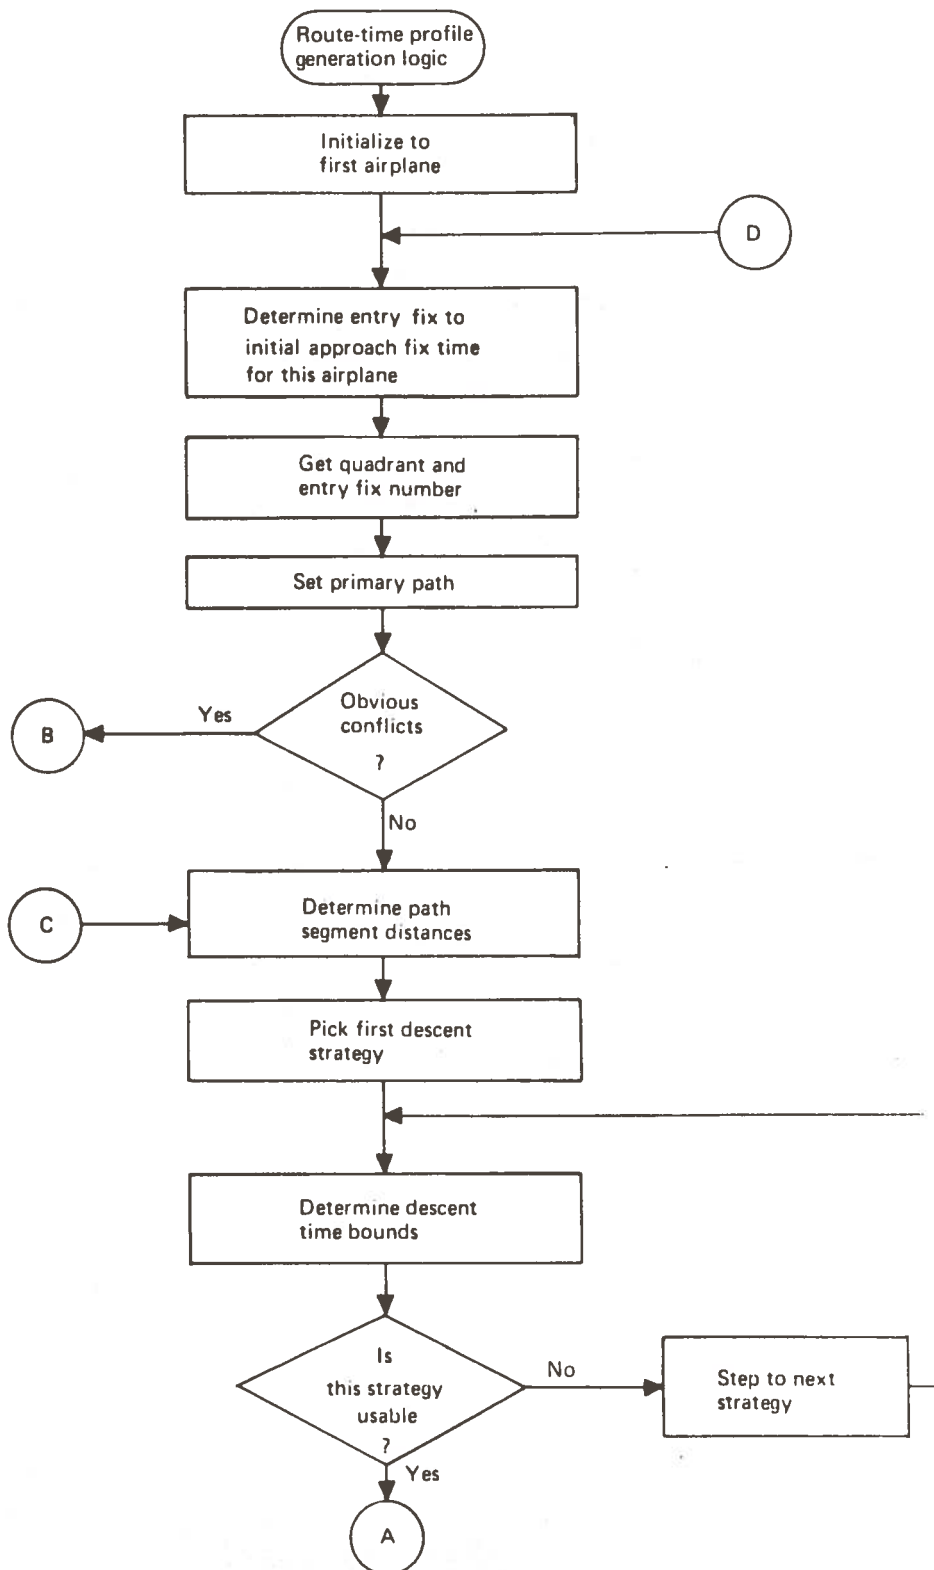 Route-time profile
generation logic
Initialize to
first airplane
D
Determine entry fix to
initial approach fix time
for this airplane
Get quadrant and
entry fix number
Set primary path
Obvious
conflicts
?
Yes
B
No
C
Determine path
segment distances
Pick first descent
strategy
Determine descent
time bounds
Is
this strategy
usable
?
No
Step to next
strategy
Yes
A